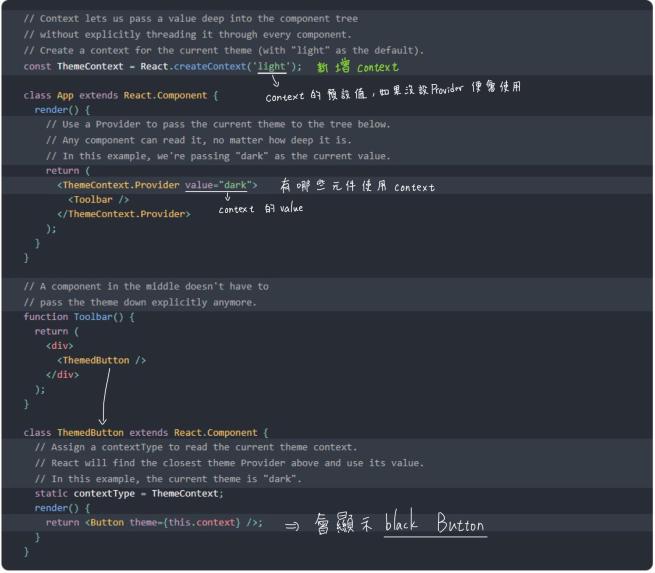 // Context lets us pass a value deep into the component tree
// without explicitly threading it through every component.
// Create a context for the current theme (with "light" as the default).
const ThemeContext = React.createContext('light'); 新增 context
context 的 預設值，如果沒設 Provider 便會使用
class App extends React.Component {
render() {
// Use a Provider to pass the current theme to the tree below.
// Any component can read it, no matter how deep it is.
// In this example, we're passing "dark" as the current value.
return (
<ThemeContext.Provider value="dark"> 有哪些元件使用 context
<Toolbar />
context 的 value
</ThemeContext.Provider>
);
}
}
// A component in the middle doesn't have to
// pass the theme down explicitly anymore.
function Toolbar() {
return (
<div>
<ThemedButton />
</div>
);
}
class ThemedButton extends React.Component {
// Assign a contextType to read the current theme context.
// React will find the closest theme Provider above and use its value.
// In this example, the current theme is "dark".
static contextType = ThemeContext;
render() {
return <Button theme={this.context} />; ⇒ 會顯示 black Button
}
}